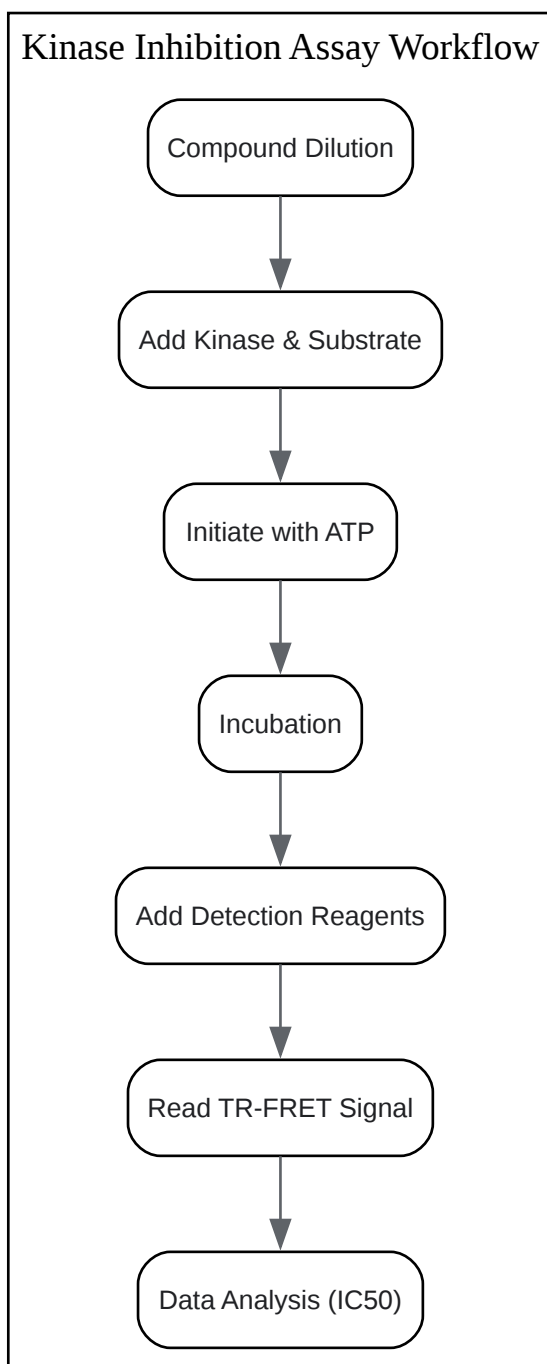 Kinase Inhibition Assay Workflow
Compound Dilution
Add Kinase & Substrate
Initiate with ATP
Incubation
Add Detection Reagents
Read TR-FRET Signal
Data Analysis (IC50)